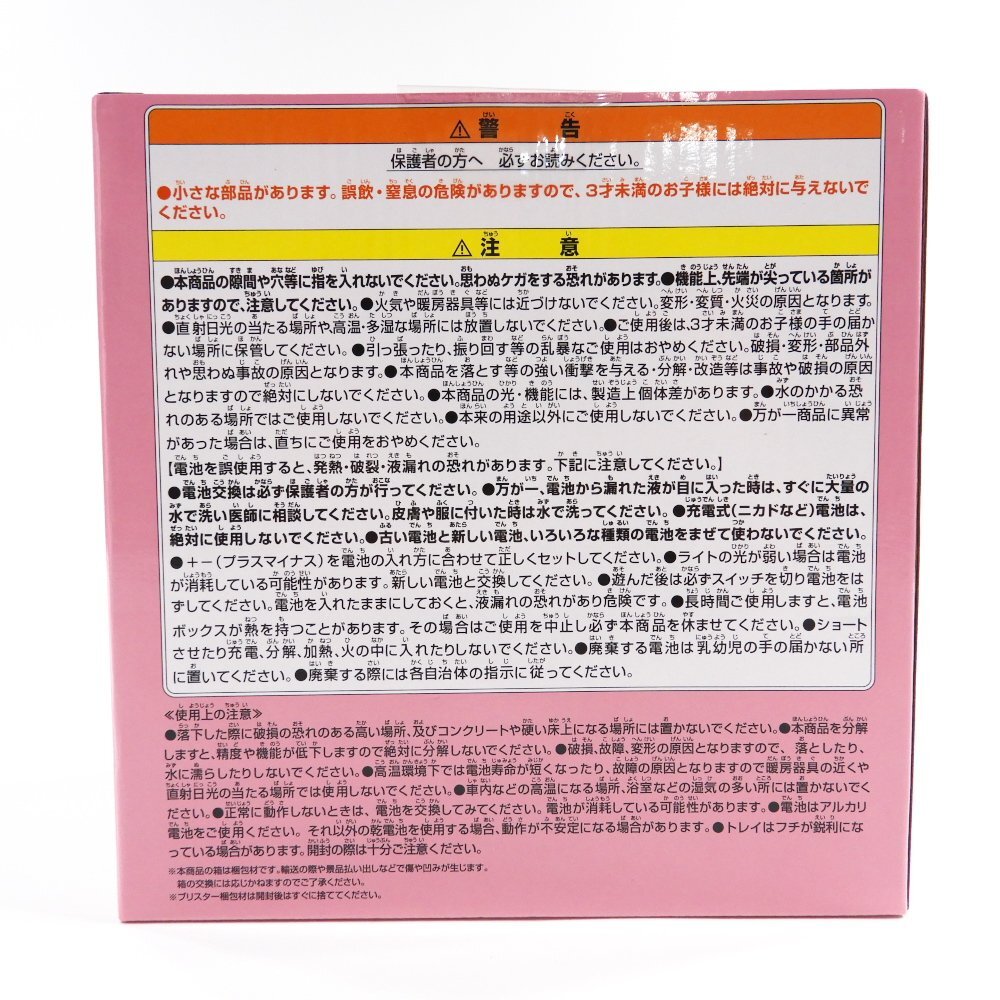 ⚠ 警 告
保護者の方へ 必ずお読みください。
●小さな部品があります。誤飲・窒息の危険がありますので、3才未満のお子様には絶対に与えないで
ください。
⚠ 注 意
●本商品の隙間や穴等に指を入れないでください。思わぬケガをする恐れがあります。●機能上、先端が尖っている箇所が
ありますので、注意してください。●火気や暖房器具等には近づけないでください。変形・変質・火災の原因となります。
●直射日光の当たる場所や、高温・多湿な場所には放置しないでください。●ご使用後は、3才未満のお子様の手の届か
ない場所に保管してください。●引っ張ったり、振り回す等の乱暴なご使用はおやめください。破損・変形・部品外
れや思わぬ事故の原因となります。●本商品を落とす等の強い衝撃を与える・分解・改造等は事故や破損の原因
となりますので絶対にしないでください。●本商品の光・機能には、製造上個体差があります。●水のかかる恐
れのある場所ではご使用しないでください。●本来の用途以外にご使用しないでください。●万が一商品に異常
があった場合は、直ちにご使用をおやめください。
【電池を誤使用すると、発熱・破裂・液漏れの恐れがあります。下記に注意してください。】
●電池交換は必ず保護者の方が行ってください。●万が一、電池から漏れた液が目に入った時は、すぐに大量の
水で洗い医師に相談してください。皮膚や服に付いた時は水で洗ってください。●充電式(ニカドなど)電池は、
絶対に使用しないでください。●古い電池と新しい電池、いろいろな種類の電池をまぜて使わないでください。
●＋－(プラスマイナス)を電池の入れ方に合わせて正しくセットしてください。●ライトの光が弱い場合は電池
が消耗している可能性があります。新しい電池と交換してください。●遊んだ後は必ずスイッチを切り電池をは
ずしてください。電池を入れたままにしておくと、液漏れの恐れがあり危険です。●長時間ご使用しますと、電池
ボックスが熱を持つことがあります。その場合はご使用を中止し必ず本商品を休ませてください。●ショート
させたり充電、分解、加熱、火の中に入れたりしないでください。●廃棄する電池は乳幼児の手の届かない所
に置いてください。●廃棄する際には各自治体の指示に従ってください。
≪使用上の注意≫
●落下した際に破損の恐れのある高い場所、及びコンクリートや硬い床上になる場所には置かないでください。●本商品を分解
しますと、精度や機能が低下しますので絶対に分解しないでください。●破損、故障、変形の原因となりますので、落としたり、
水に濡らしたりしないでください。●高温環境下では電池寿命が短くなったり、故障の原因となりますので暖房器具の近くや
直射日光の当たる場所では使用しないでください。●車内などの高温になる場所、浴室などの湿気の多い所には置かないでく
ださい。●正常に動作しないときは、電池を交換してみてください。電池が消耗している可能性があります。●電池はアルカリ
電池をご使用ください。それ以外の乾電池を使用する場合、動作が不安定になる場合があります。●トレイはフチが鋭利にな
っている場合があります。開封の際は十分ご注意ください。
※本商品の箱は梱包材です。輸送の際や景品払い出しなどで傷や凹みが生じます。
箱の交換には応じかねますのでご了承ください。
※ブリスター梱包材は開封後はすぐに捨ててください。